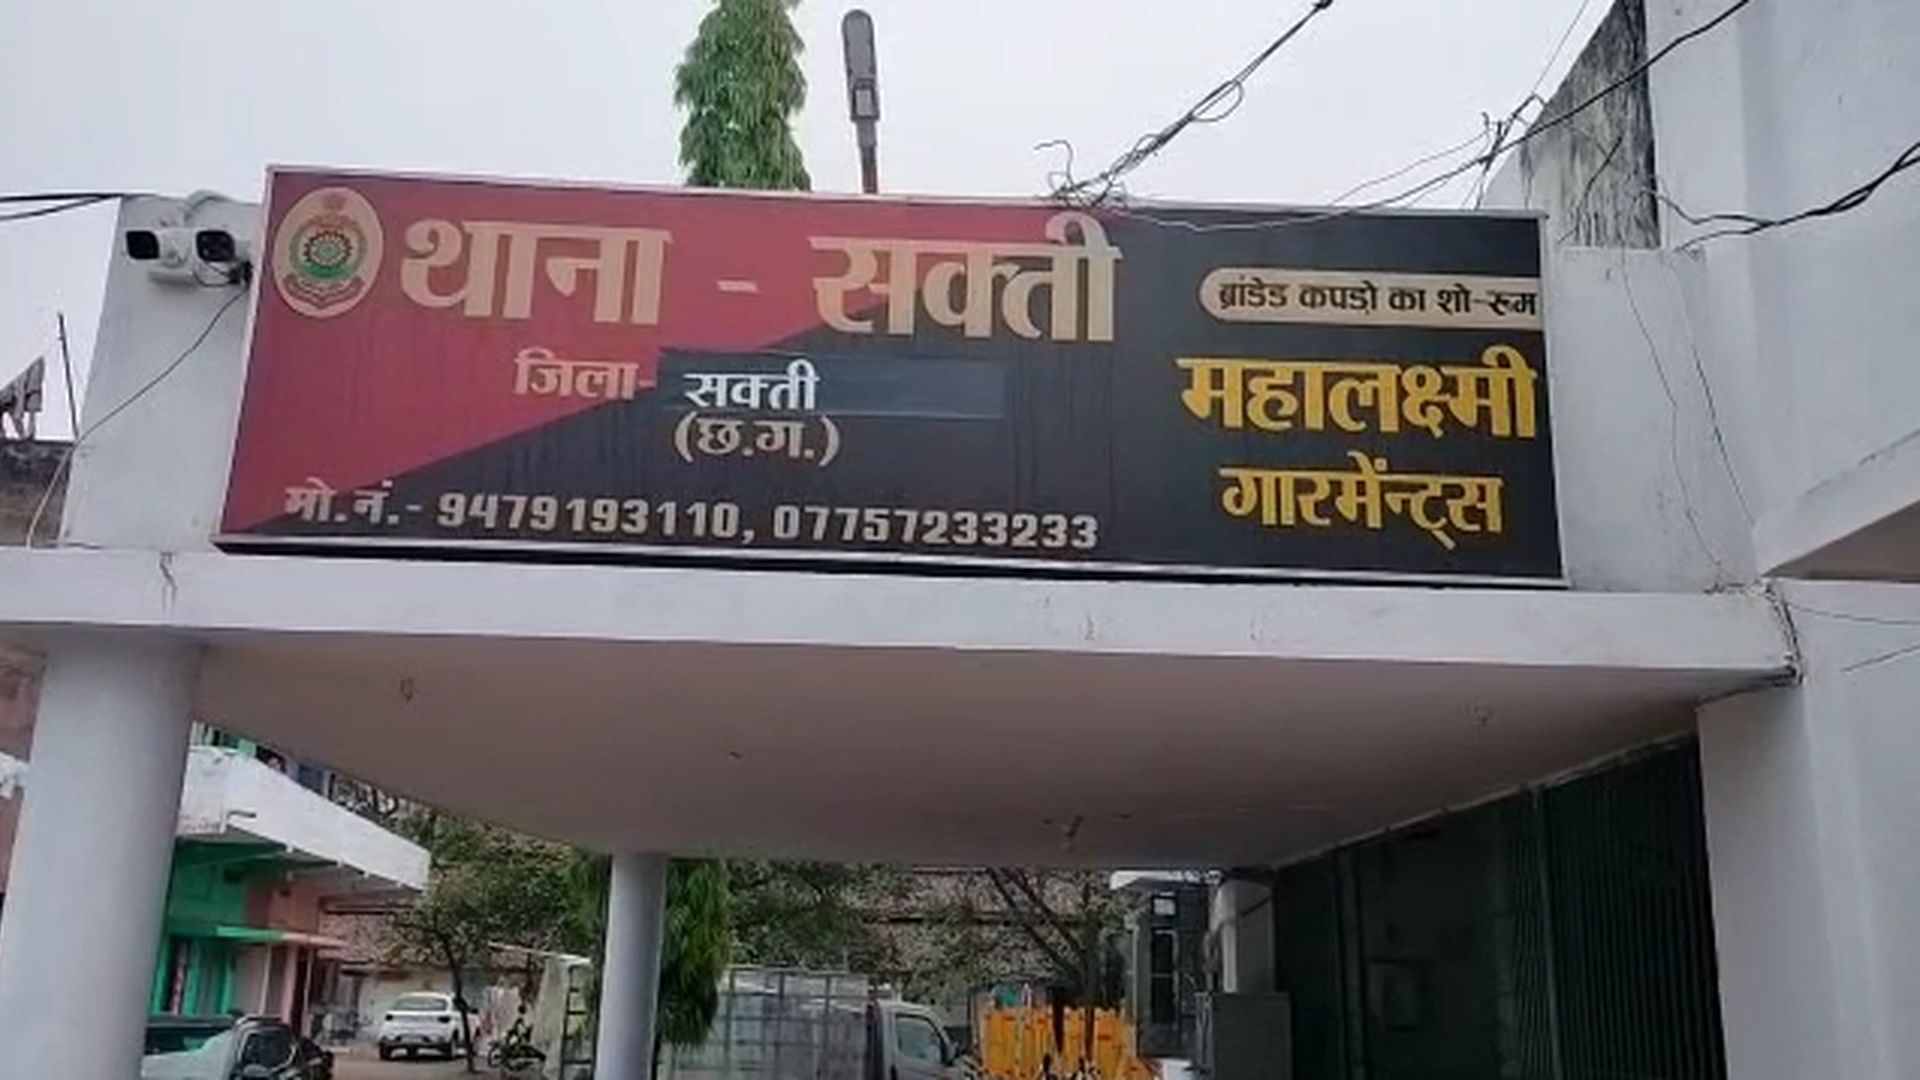 थाना - सक्ती
जिला- सक्ती
(छ.ग.)
मो.नं.- 9479193110, 07757233233
ब्रांडेड कपड़ो का शो-रूम
महालक्ष्मी
गारमेंन्ट्स